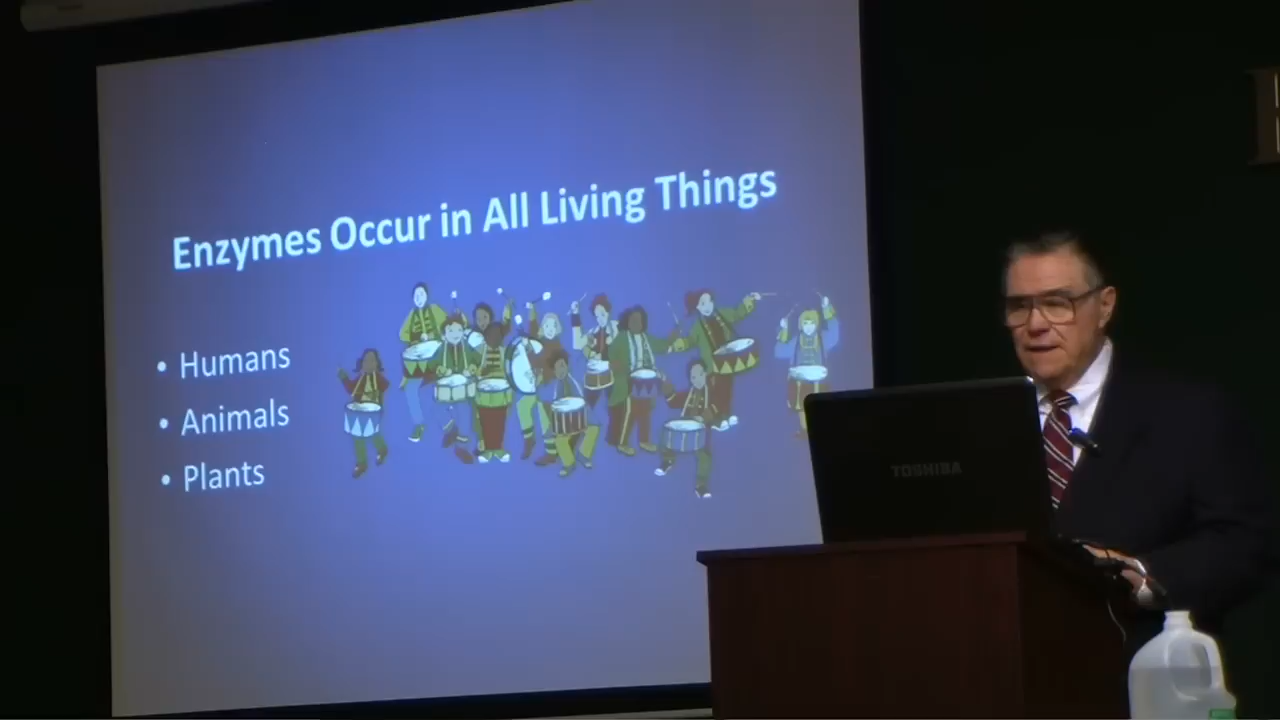 Enzymes Occur in All Living Things
• Humans
• Animals
• Plants
TOSHIBA